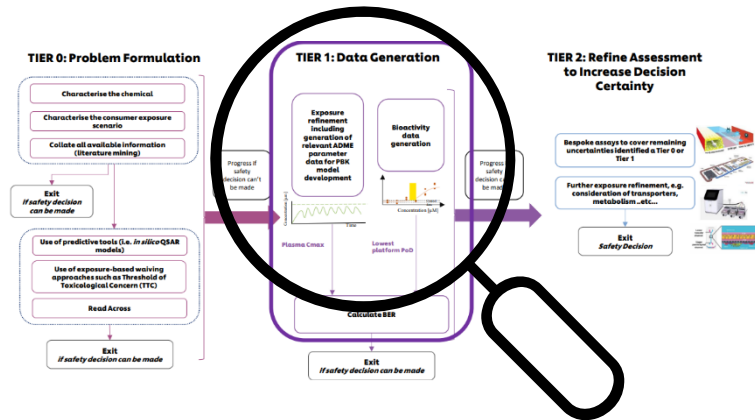 TIER 0: Problem Formulation
Characterise the chemical
Characterise the consumer exposure
scenario
Collate all available information
(literature mining)
Exit
if safety decision
can be made
Use of predictive tools (i.e. in silico QSAR
models)
Use of exposure-based waiving
approaches such as Threshold of
Toxicological Concern (TTC)
Read Across
Exit
if safety decision can be made
Progress if
safety
decision can't
be made
TIER 1: Data Generation
Exposure
refinement
including
generation of
relevant ADME
parameter
data for PBK
model
development
Bioactivity
data
generation
Time
Concentration [µM]
Plasma Cmax
Lowest
platform PoD
Calculate BER
Exit
if safety decision can be made
Progress
safety
decision can't
be made
TIER 2: Refine Assessment
to Increase Decision
Certainty
Bespoke assays to cover remaining
uncertainties identified a Tier 0 or
Tier 1
Further exposure refinement, e.g.
consideration of transporters,
metabolism ..etc...
Exit
Safety Decision